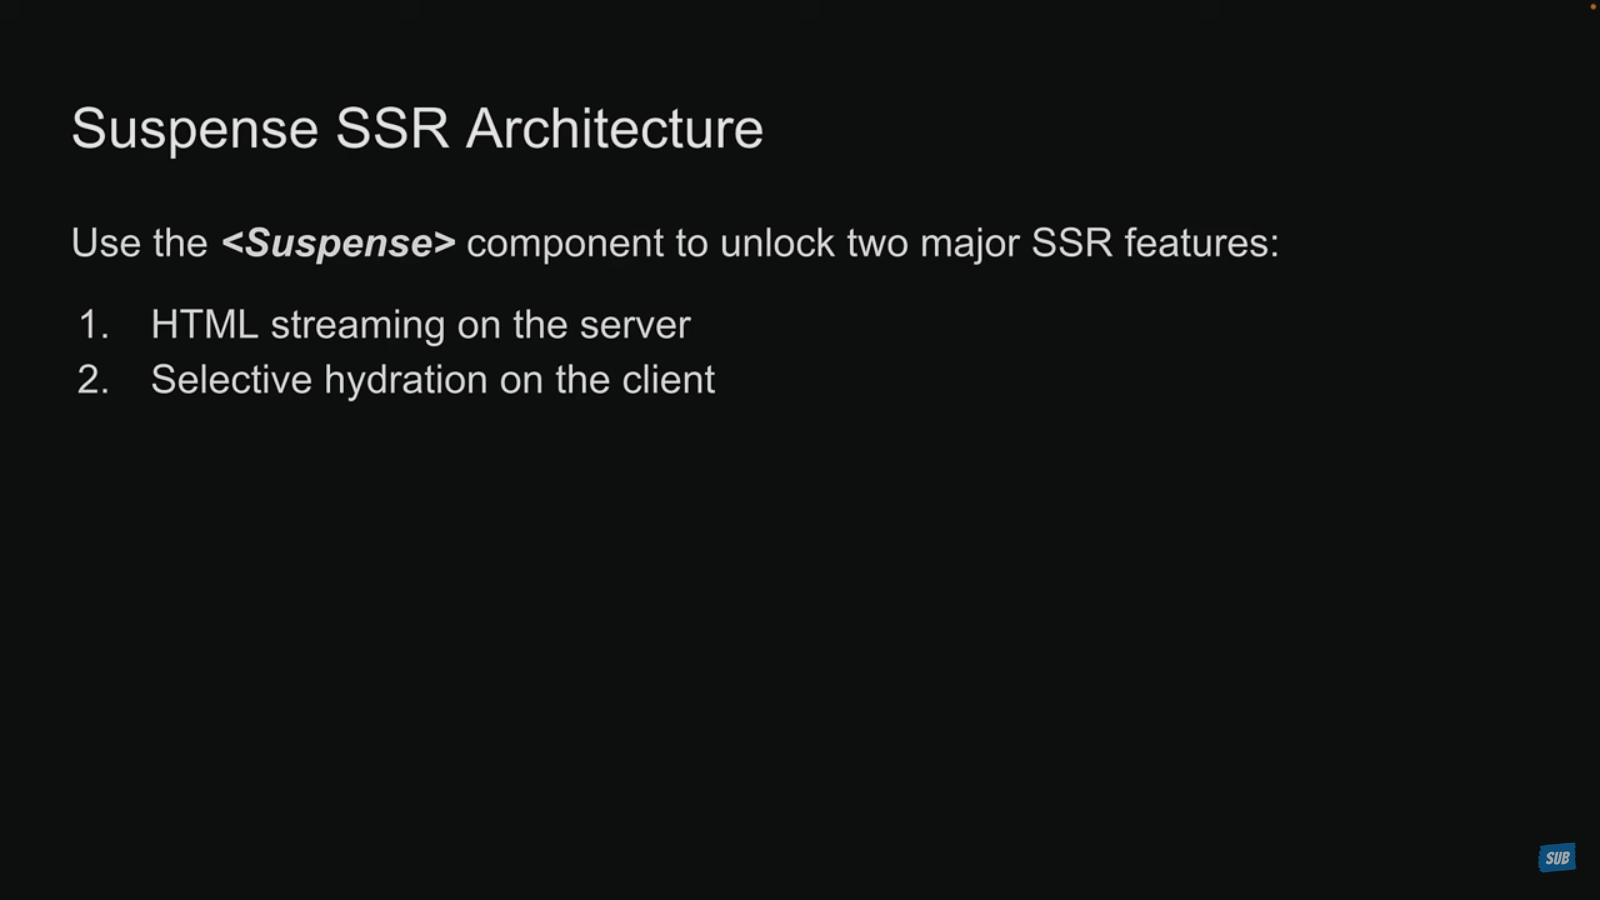 Suspense SSR Architecture
Use the <Suspense> component to unlock two major SSR features:
1. HTML streaming on the server
2. Selective hydration on the client
SUB